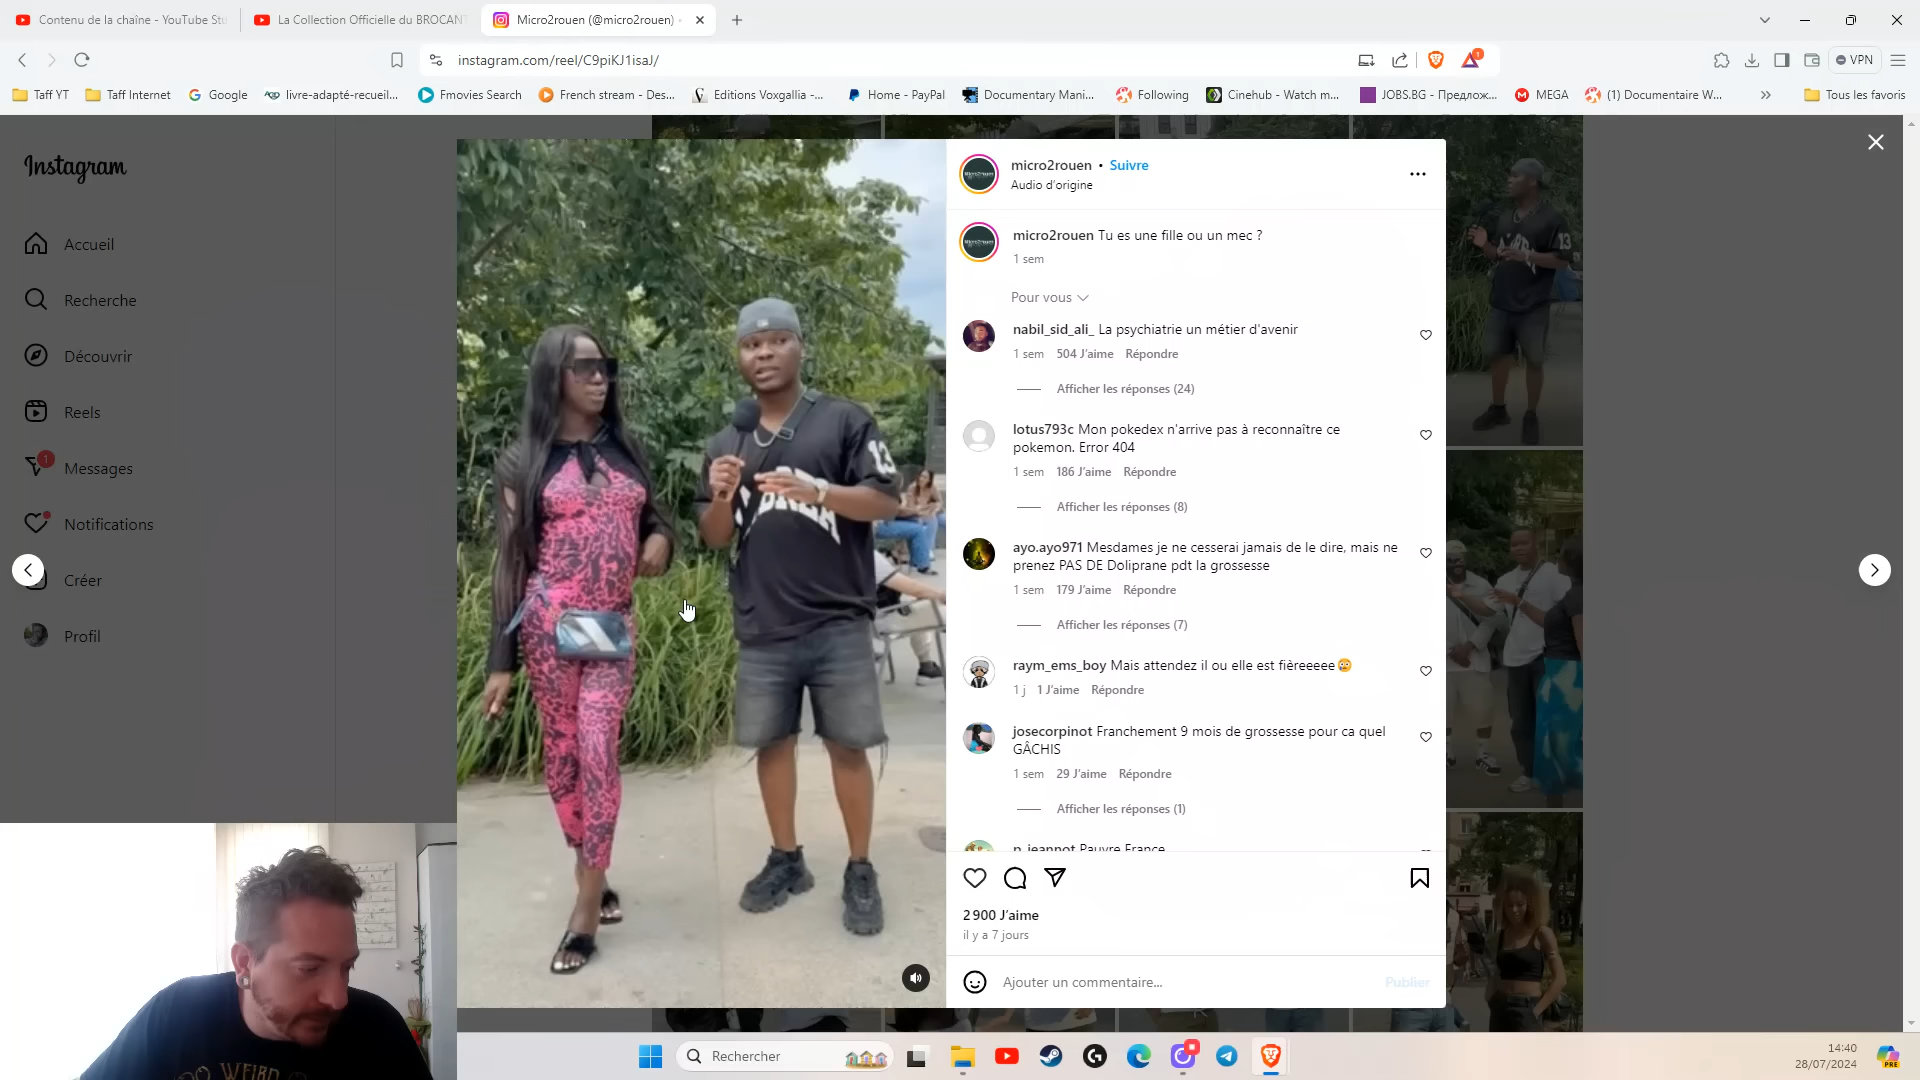 Contenu de la chaîne - YouTube Stu
La Collection Officielle du BROCANT
Micro2rouen (@micro2rouen) ·
instagram.com/reel/C9piKJ1isaJ/
1
VPN
Taff YT
Taff Internet
Google
livre-adapté-recueil...
Fmovies Search
French stream - Des...
Editions Voxgallia -...
Home - PayPal
Documentary Mani...
Following
Cinehub - Watch m...
JOBS.BG - Предлож...
MEGA
(1) Documentaire W...
Tous les favoris
Instagram
Accueil
Recherche
Découvrir
Reels
1
Messages
Notifications
Créer
Profil
13
13
micro2rouen • Suivre
Audio d'origine
micro2rouen Tu es une fille ou un mec ?
1 sem
Pour vous
nabil_sid_ali_ La psychiatrie un métier d'avenir
1 sem 504 J'aime Répondre
Afficher les réponses (24)
lotus793c Mon pokedex n'arrive pas à reconnaître ce
pokemon. Error 404
1 sem 186 J'aime Répondre
Afficher les réponses (8)
ayo.ayo971 Mesdames je ne cesserai jamais de le dire, mais ne
prenez PAS DE Doliprane pdt la grossesse
1 sem 179 J'aime Répondre
Afficher les réponses (7)
raym_ems_boy Mais attendez il ou elle est fièreeeee😳
1 j 1 J'aime Répondre
josecorpinot Franchement 9 mois de grossesse pour ca quel
GÂCHIS
1 sem 29 J'aime Répondre
Afficher les réponses (1)
p_jeannot Pauvre France
2 900 J'aime
il y a 7 jours
Ajouter un commentaire...
Publier
WEIRD
Rechercher
14:40
28/07/2024
PRE